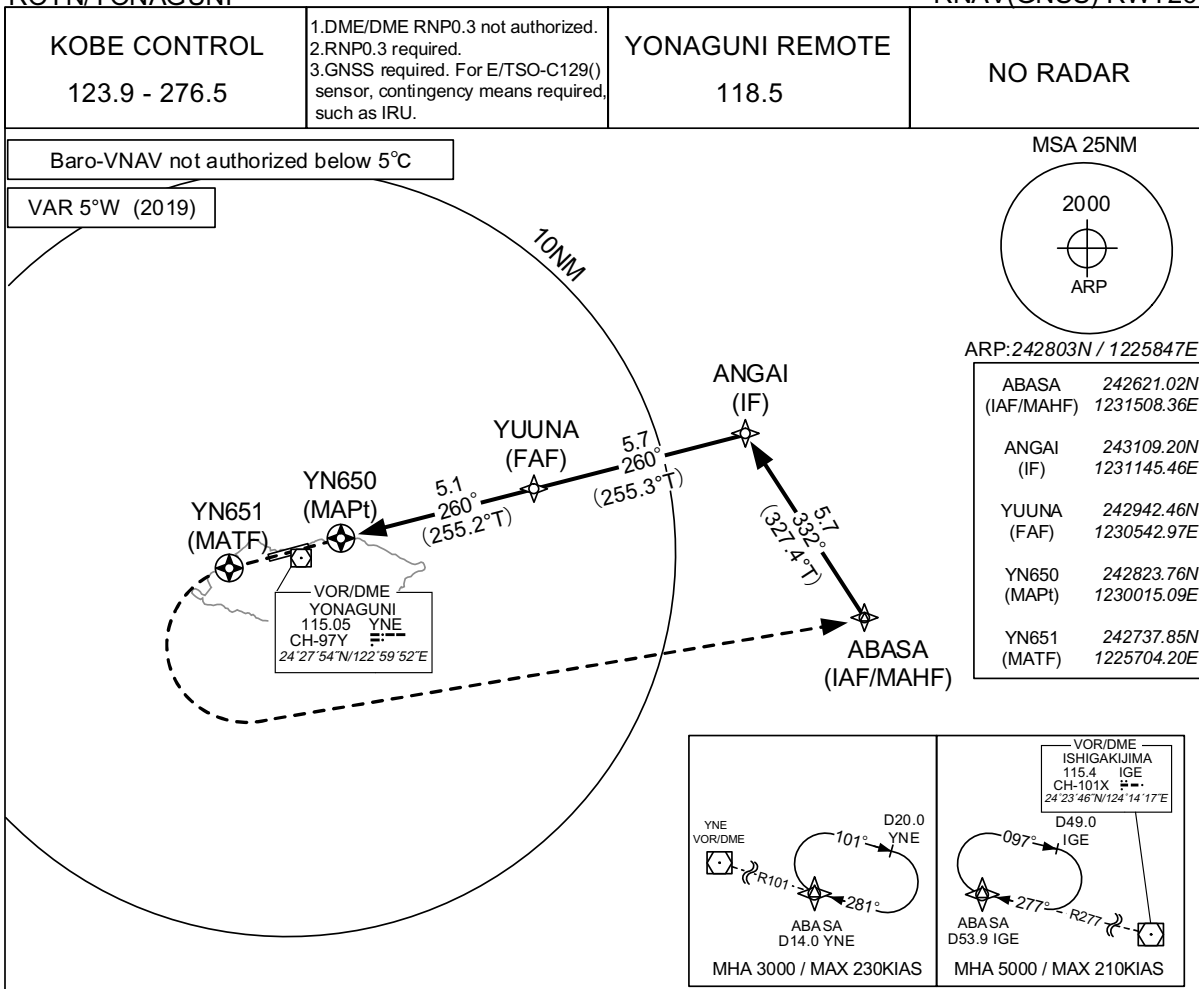 KOBE CONTROL
123.9 - 276.5
1.DME/DME RNP0.3 not authorized.
2.RNP0.3 required.
3.GNSS required. For E/TSO-C129()
sensor, contingency means required,
such as IRU.
YONAGUNI REMOTE
118.5
NO RADAR
Baro-VNAV not authorized below 5°C
VAR 5°W (2019)
10NM
MSA 25NM
2000
ARP
ARP:242803N / 1225847E
ABASA 242621.02N
(IAF/MAHF) 1231508.36E
ANGAI 243109.20N
(IF) 1231145.46E
YUUNA 242942.46N
(FAF) 1230542.97E
YN650 242823.76N
(MAPt) 1230015.09E
YN651 242737.85N
(MATF) 1225704.20E
ANGAI
(IF)
YUUNA
(FAF)
YN650
(MAPt)
YN651
(MATF)
5.7
260°
(255.3°T)
5.1
260°
(255.2°T)
5.7
332°
(327.4°T)
ABASA
(IAF/MAHF)
VOR/DME
YONAGUNI
115.05 YNE
CH-97Y
24°27′54″N/122°59′52″E
YNE
VOR/DME
R101
101°
D20.0
YNE
281°
ABASA
D14.0 YNE
MHA 3000 / MAX 230KIAS
VOR/DME
ISHIGAKIJIMA
115.4 IGE
CH-101X
24°23′46″N/124°14′17″E
097°
D49.0
IGE
277°
R277
ABASA
D53.9 IGE
MHA 5000 / MAX 210KIAS